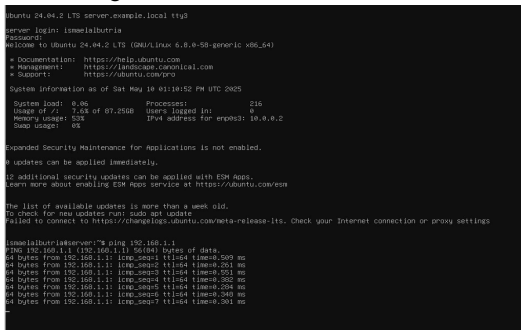 Ubuntu 24.04.2 LTS server.example.local tty3
server login: ismaelalbutria
Password:
Welcome to Ubuntu 24.04.2 LTS (GNU/Linux 6.8.0-58-generic x86_64)
* Documentation: https://help.ubuntu.com
* Management: https://landscape.canonical.com
* Support: https://ubuntu.com/pro
System information as of Sat May 10 01:10:52 PM UTC 2025
System load: 0.06 Processes: 216
Usage of /: 7.6% of 87.25GB Users logged in: 0
Memory usage: 53% IPv4 address for enp0s3: 10.0.0.2
Swap usage: 0%
Expanded Security Maintenance for Applications is not enabled.
0 updates can be applied immediately.
12 additional security updates can be applied with ESM Apps.
Learn more about enabling ESM Apps service at https://ubuntu.com/esm
The list of available updates is more than a week old.
To check for new updates run: sudo apt update
Failed to connect to https://changelogs.ubuntu.com/meta-release-lts. Check your Internet connection or proxy settings
ismaelalbutria@server:~$ ping 192.168.1.1
PING 192.168.1.1 (192.168.1.1) 56(84) bytes of data.
64 bytes from 192.168.1.1: icmp_seq=1 ttl=64 time=0.509 ms
64 bytes from 192.168.1.1: icmp_seq=2 ttl=64 time=0.261 ms
64 bytes from 192.168.1.1: icmp_seq=3 ttl=64 time=0.551 ms
64 bytes from 192.168.1.1: icmp_seq=4 ttl=64 time=0.382 ms
64 bytes from 192.168.1.1: icmp_seq=5 ttl=64 time=0.284 ms
64 bytes from 192.168.1.1: icmp_seq=6 ttl=64 time=0.348 ms
64 bytes from 192.168.1.1: icmp_seq=7 ttl=64 time=0.301 ms